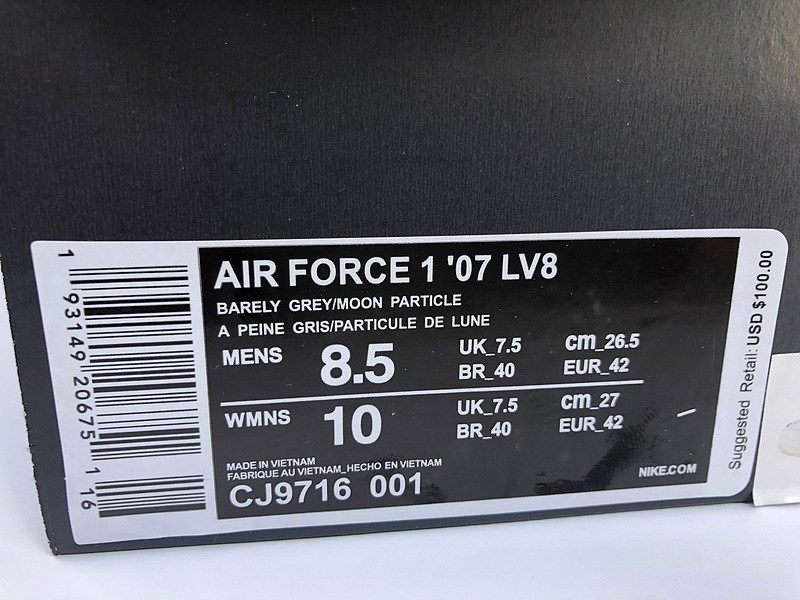 AIR FORCE 1 '07 LV8
BARELY GREY/MOON PARTICLE
A PEINE GRIS/PARTICULE DE LUNE
MENS 8.5 UK_7.5 cm_26.5
BR_40 EUR_42
WMNS 10 UK_7.5 cm_27
BR_40 EUR_42
MADE IN VIETNAM
FABRIQUE AU VIETNAM_HECHO EN VIETNAM
CJ9716 001
NIKE.COM
1 93149 20675 1 16
Suggested Retail: USD $100.00